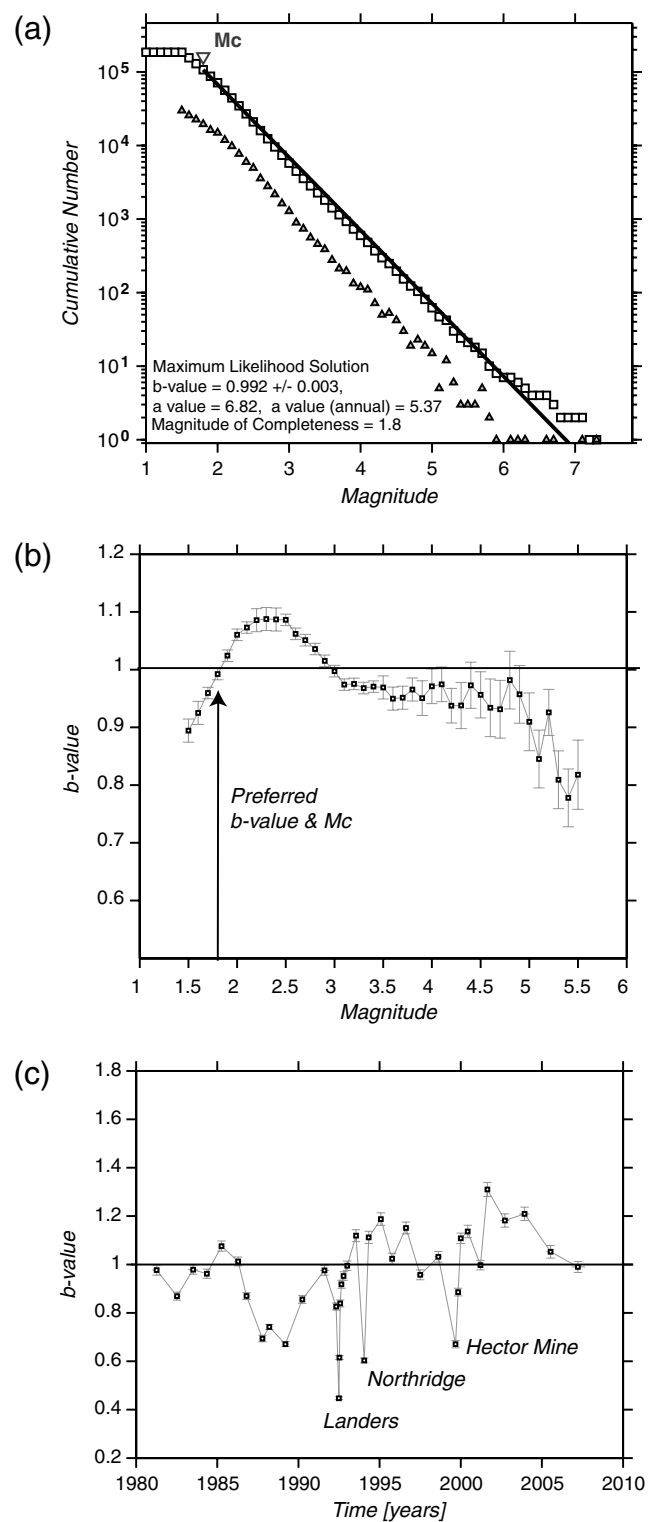 (a)
Mc
10^5
10^4
10^3
10^2
10^1
10^0
Cumulative Number
Maximum Likelihood Solution
b-value = 0.992 +/- 0.003,
a value = 6.82, a value (annual) = 5.37
Magnitude of Completeness = 1.8
1 2 3 4 5 6 7
Magnitude
(b)
1.2
1.1
1
0.9
0.8
0.7
0.6
b-value
Preferred
b-value & Mc
1 1.5 2 2.5 3 3.5 4 4.5 5 5.5 6
Magnitude
(c)
1.8
1.6
1.4
1.2
1
0.8
0.6
0.4
0.2
b-value
Hector Mine
Northridge
Landers
1980 1985 1990 1995 2000 2005 2010
Time [years]